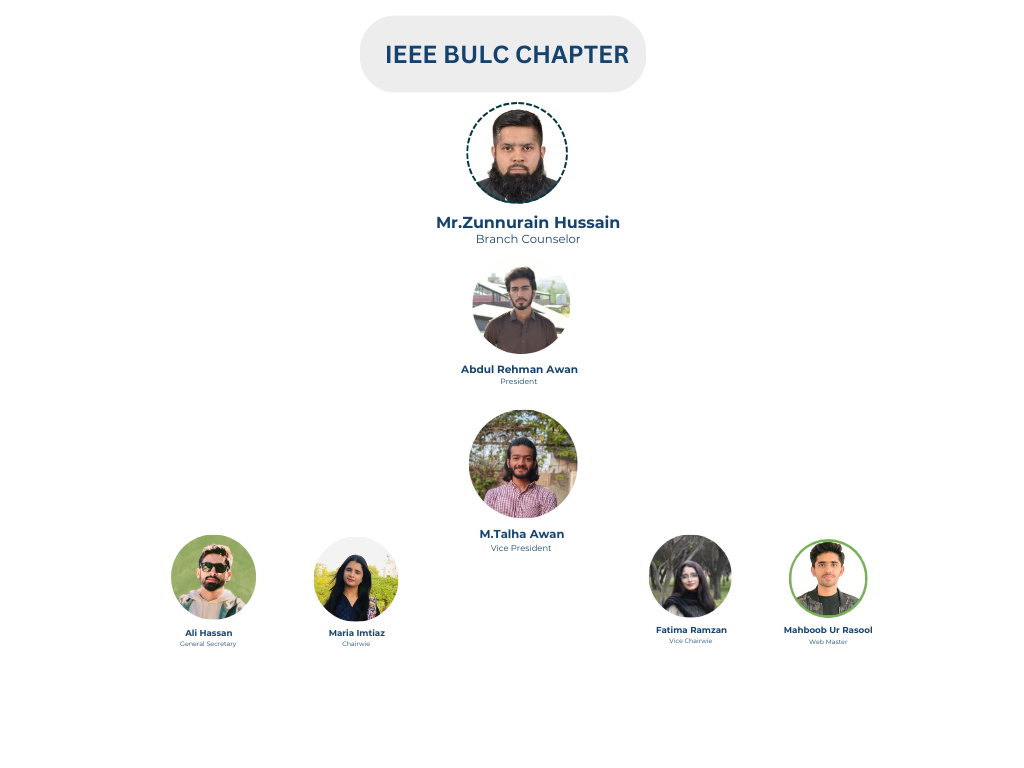 IEEE BULC CHAPTER
Mr.Zunnurain Hussain
Branch Counselor
Abdul Rehman Awan
President
M.Talha Awan
Vice President
Ali Hassan
General Secretary
Maria Imtiaz
Chairwie
Fatima Ramzan
Vice Chairwie
Mahboob Ur Rasool
Web Master